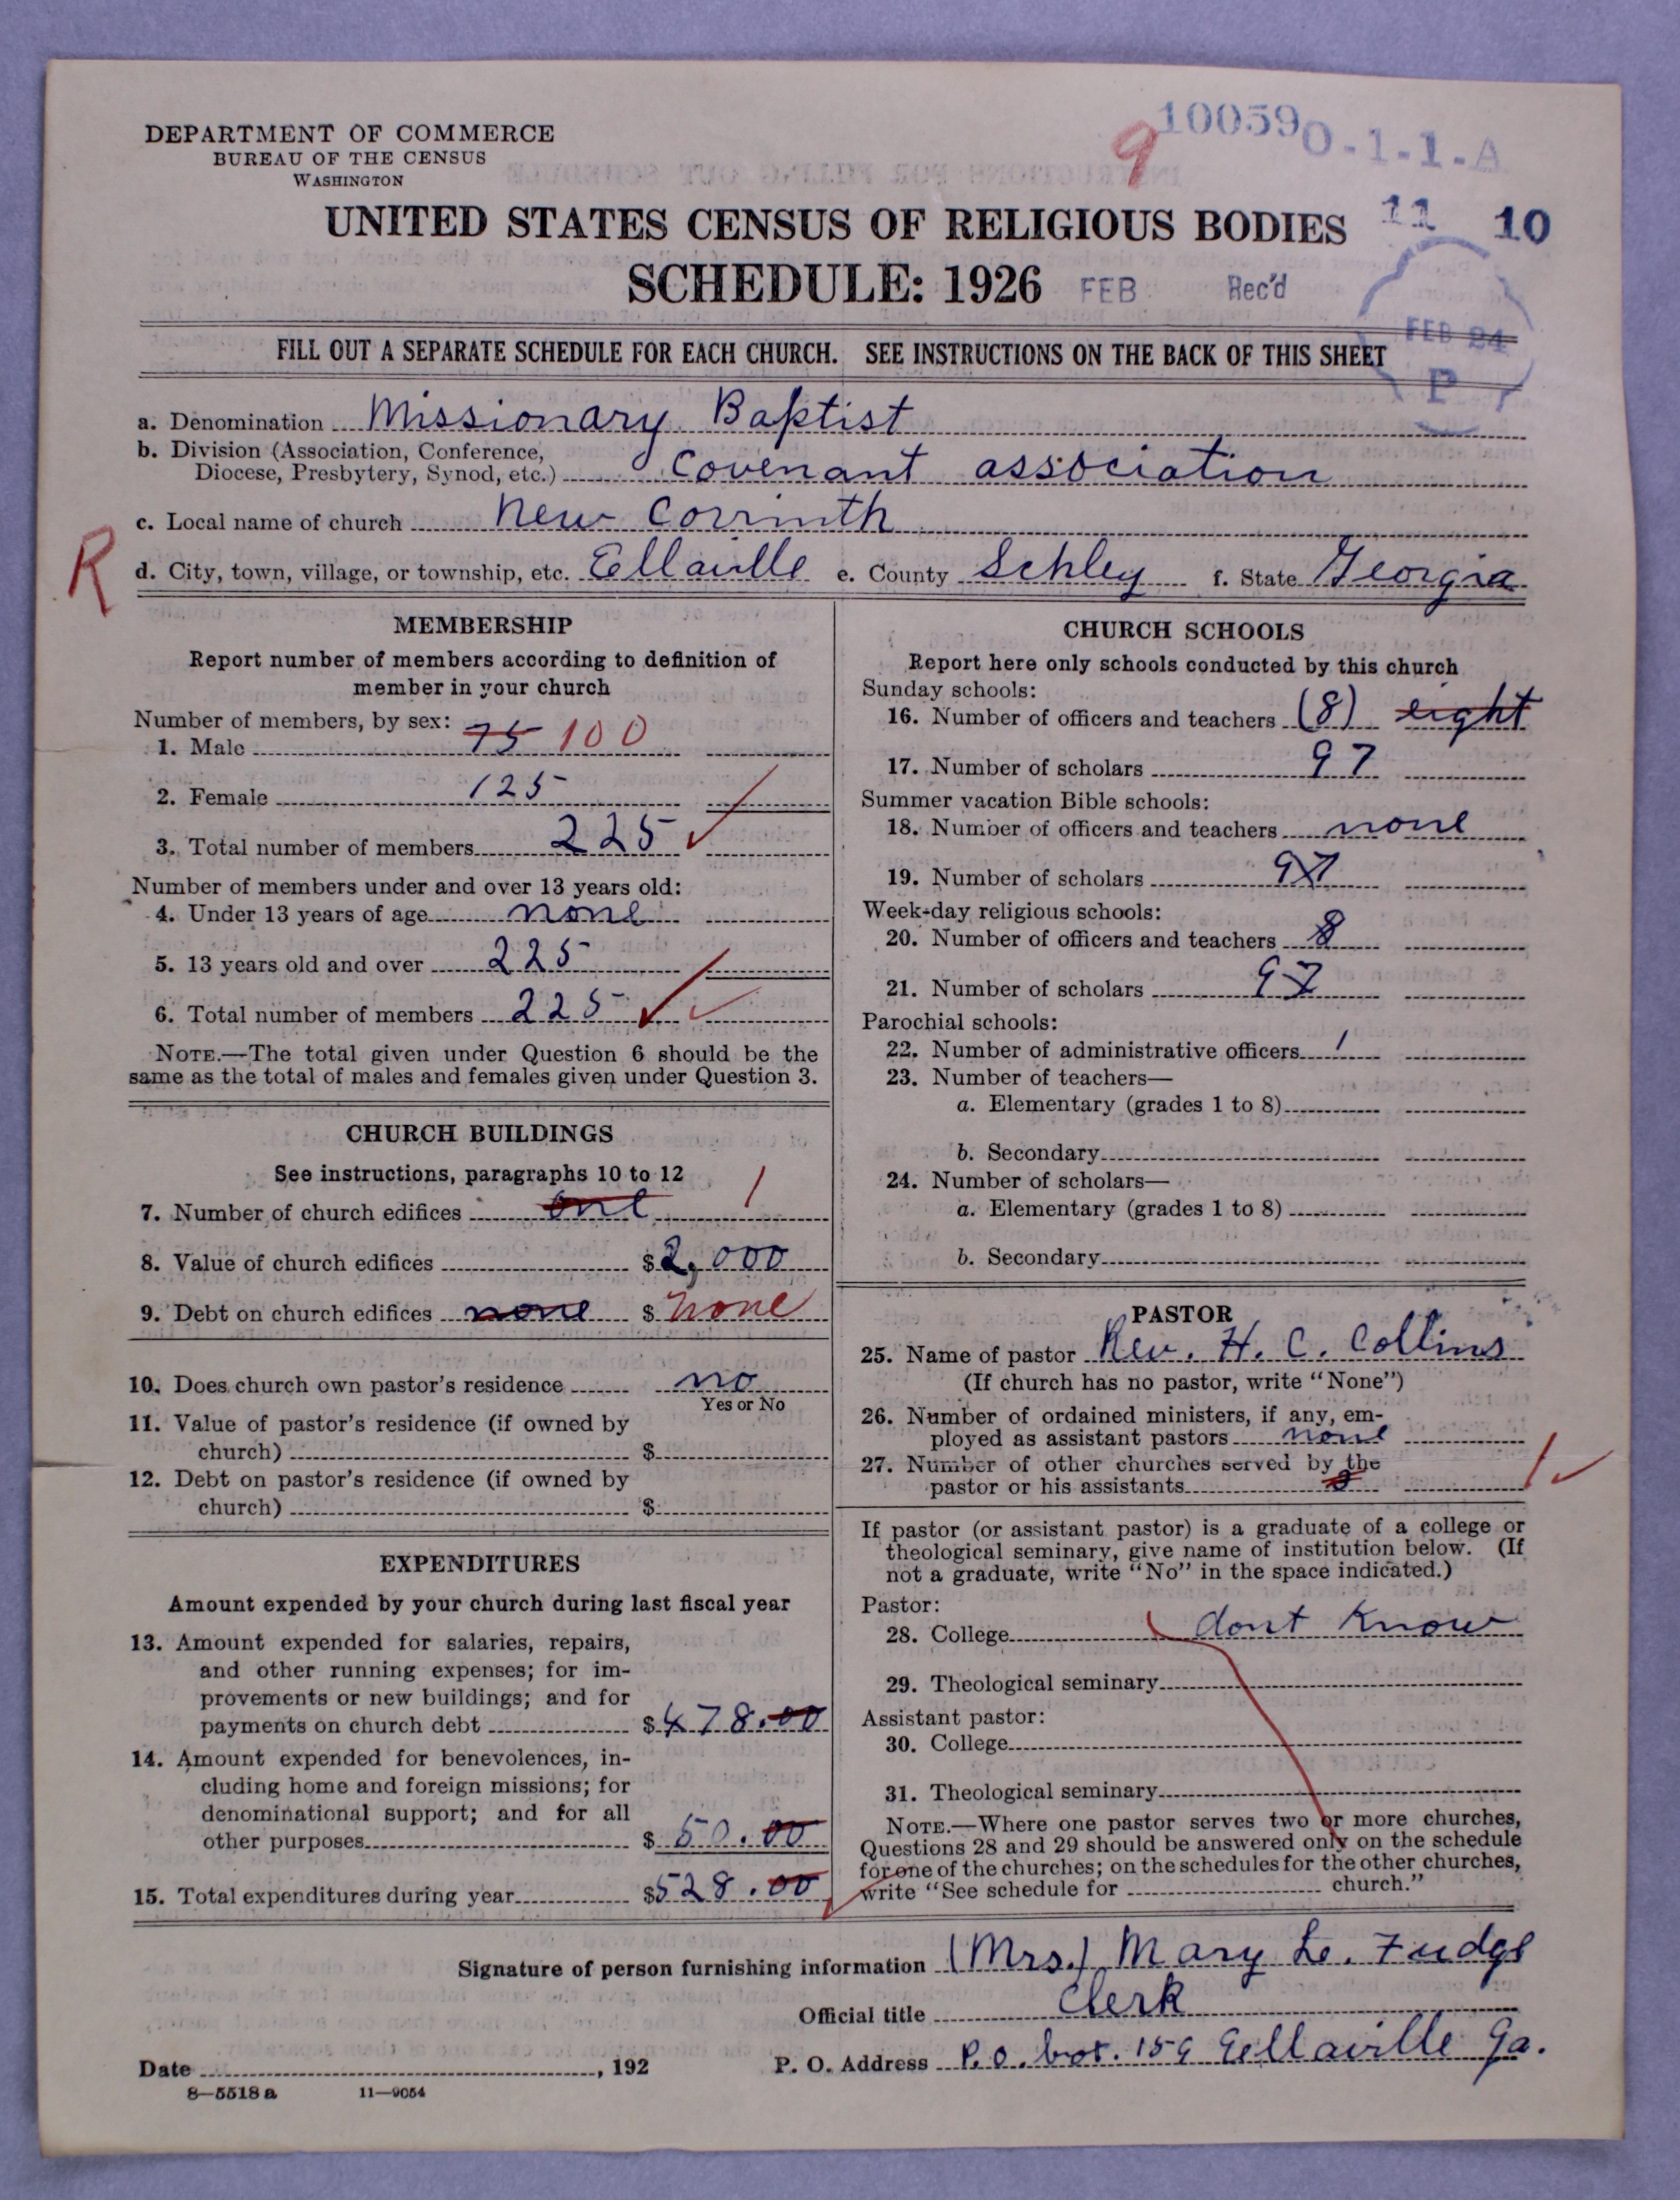 DEPARTMENT OF COMMERCE
BUREAU OF THE CENSUS
WASHINGTON
9 10059 0-1-1-A
11 10
UNITED STATES CENSUS OF RELIGIOUS BODIES
SCHEDULE: 1926 FEB Rec'd
FEB 24
P
FILL OUT A SEPARATE SCHEDULE FOR EACH CHURCH. SEE INSTRUCTIONS ON THE BACK OF THIS SHEET
a. Denomination Missionary Baptist
b. Division (Association, Conference,
Diocese, Presbytery, Synod, etc.) Covenant association
c. Local name of church New Corrinth
R
d. City, town, village, or township, etc. Ellaville e. County Schley f. State Georgia
MEMBERSHIP
Report number of members according to definition of
member in your church
Number of members, by sex:
1. Male 75 100
2. Female 125
3. Total number of members 225
Number of members under and over 13 years old:
4. Under 13 years of age none
5. 13 years old and over 225
6. Total number of members 225
NOTE.—The total given under Question 6 should be the
same as the total of males and females given under Question 3.
CHURCH BUILDINGS
See instructions, paragraphs 10 to 12
7. Number of church edifices one 1
8. Value of church edifices $2,000
9. Debt on church edifices none $ none
10. Does church own pastor's residence no
Yes or No
11. Value of pastor's residence (if owned by
church) $
12. Debt on pastor's residence (if owned by
church) $
EXPENDITURES
Amount expended by your church during last fiscal year
13. Amount expended for salaries, repairs,
and other running expenses; for im-
provements or new buildings; and for
payments on church debt $478.00
14. Amount expended for benevolences, in-
cluding home and foreign missions; for
denominational support; and for all
other purposes $ 50.00
15. Total expenditures during year $528.00
CHURCH SCHOOLS
Report here only schools conducted by this church
Sunday schools:
16. Number of officers and teachers (8) eight
17. Number of scholars 97
Summer vacation Bible schools:
18. Number of officers and teachers none
19. Number of scholars 97
Week-day religious schools:
20. Number of officers and teachers 8
21. Number of scholars 97
Parochial schools:
22. Number of administrative officers 1
23. Number of teachers—
a. Elementary (grades 1 to 8)
b. Secondary
24. Number of scholars—
a. Elementary (grades 1 to 8)
b. Secondary
PASTOR
25. Name of pastor Rev. H. C. Collins
(If church has no pastor, write "None")
26. Number of ordained ministers, if any, em-
ployed as assistant pastors none
27. Number of other churches served by the
pastor or his assistants 1
If pastor (or assistant pastor) is a graduate of a college or
theological seminary, give name of institution below. (If
not a graduate, write "No" in the space indicated.)
Pastor:
28. College dont Know
29. Theological seminary
Assistant pastor:
30. College
31. Theological seminary
NOTE.—Where one pastor serves two or more churches,
Questions 28 and 29 should be answered only on the schedule
for one of the churches; on the schedules for the other churches,
write "See schedule for church."
Signature of person furnishing information (Mrs.) Mary Le. Fudge
Official title Clerk
Date , 192 P. O. Address P.O. box. 159 Ellaville Ga.
8—5518 a 11—9054